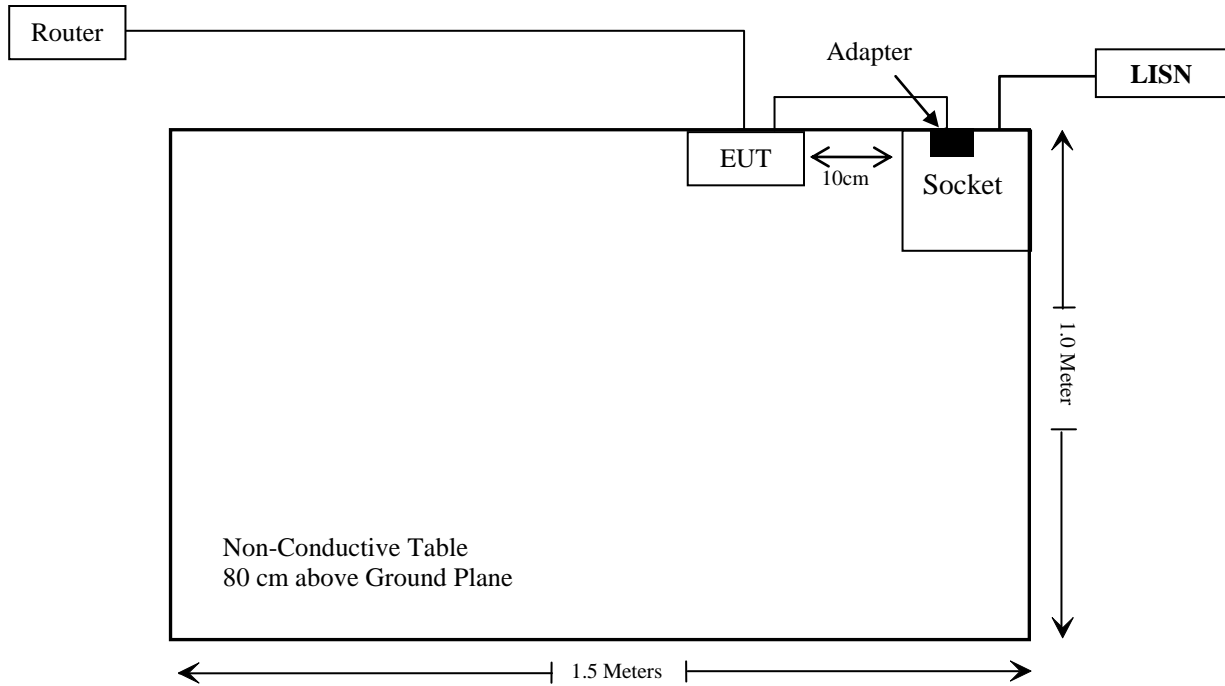 Router
Adapter
LISN
EUT
10cm
Socket
1.0 Meter
Non-Conductive Table
80 cm above Ground Plane
1.5 Meters